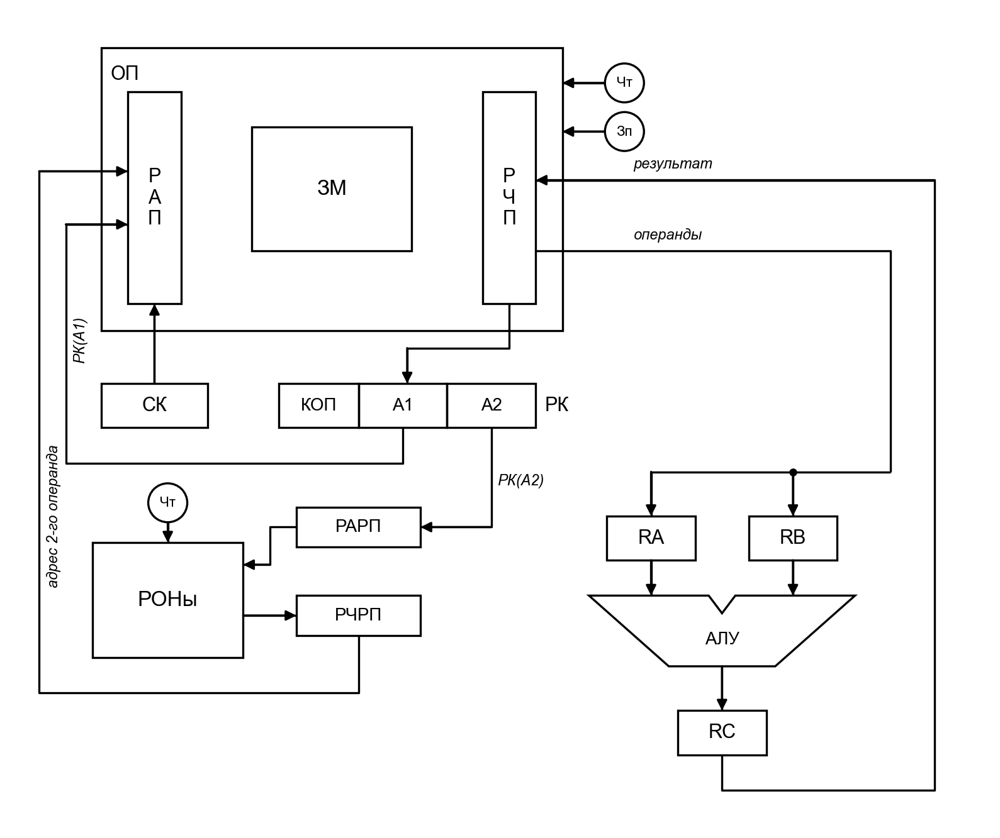 ОП
Чт
Зп
Р
А
П
ЗМ
Р
Ч
П
результат
операнды
РК(А1)
СК
КОП
А1
А2
РК
адрес 2-го операнда
РК(А2)
Чт
РАРП
РОНы
РЧРП
RA
RB
АЛУ
RC